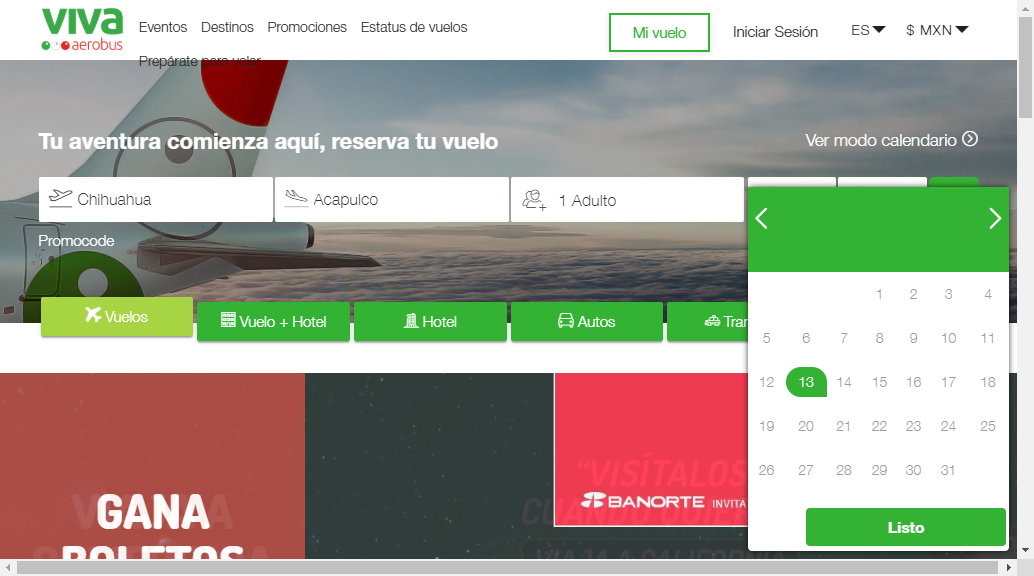 viva
aerobus
Eventos Destinos Promociones Estatus de vuelos
Prepárate para volar
Mi vuelo
Iniciar Sesión
ES
$ MXN
Tu aventura comienza aquí, reserva tu vuelo
Ver modo calendario
Chihuahua
Acapulco
1 Adulto
Promocode
Vuelos
Vuelo + Hotel
Hotel
Autos
Tran
1 2 3 4
5 6 7 8 9 10 11
12 13 14 15 16 17 18
19 20 21 22 23 24 25
26 27 28 29 30 31
Listo
GANA
BOLETOS
“VISÍTALOS
CUANDO QUIER
BANORTE INVITA
VIAJA A CALIFORNIA